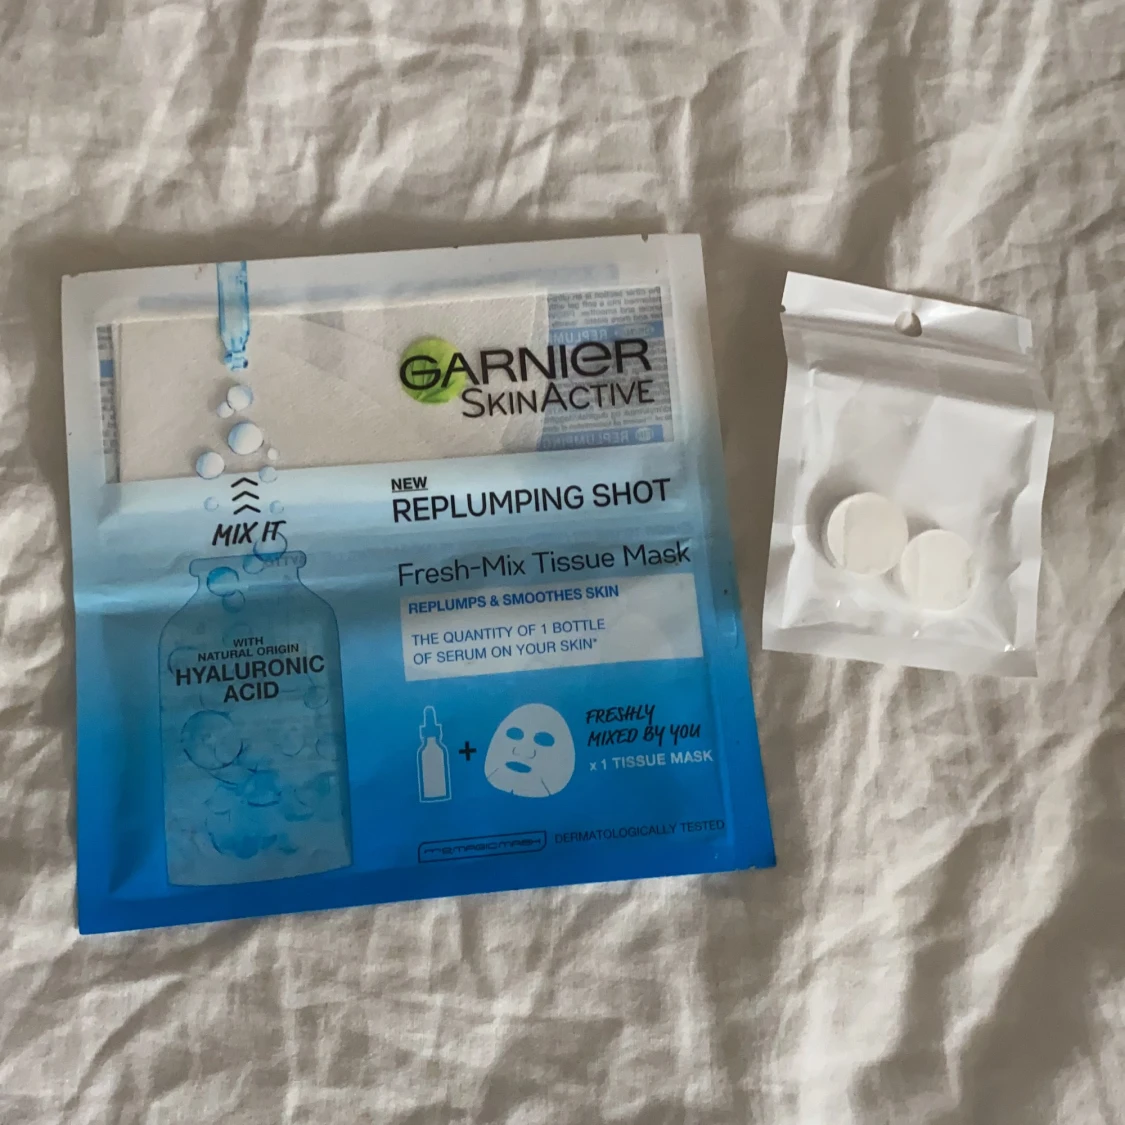 GARNIER
SKINACTIVE
NEW
REPLUMPING SHOT
MIX IT
Fresh-Mix Tissue Mask
REPLUMPS & SMOOTHES SKIN
THE QUANTITY OF 1 BOTTLE
OF SERUM ON YOUR SKIN*
WITH
NATURAL ORIGIN
HYALURONIC
ACID
+
FRESHLY
MIXED BY YOU
x 1 TISSUE MASK
DERMATOLOGICALLY TESTED